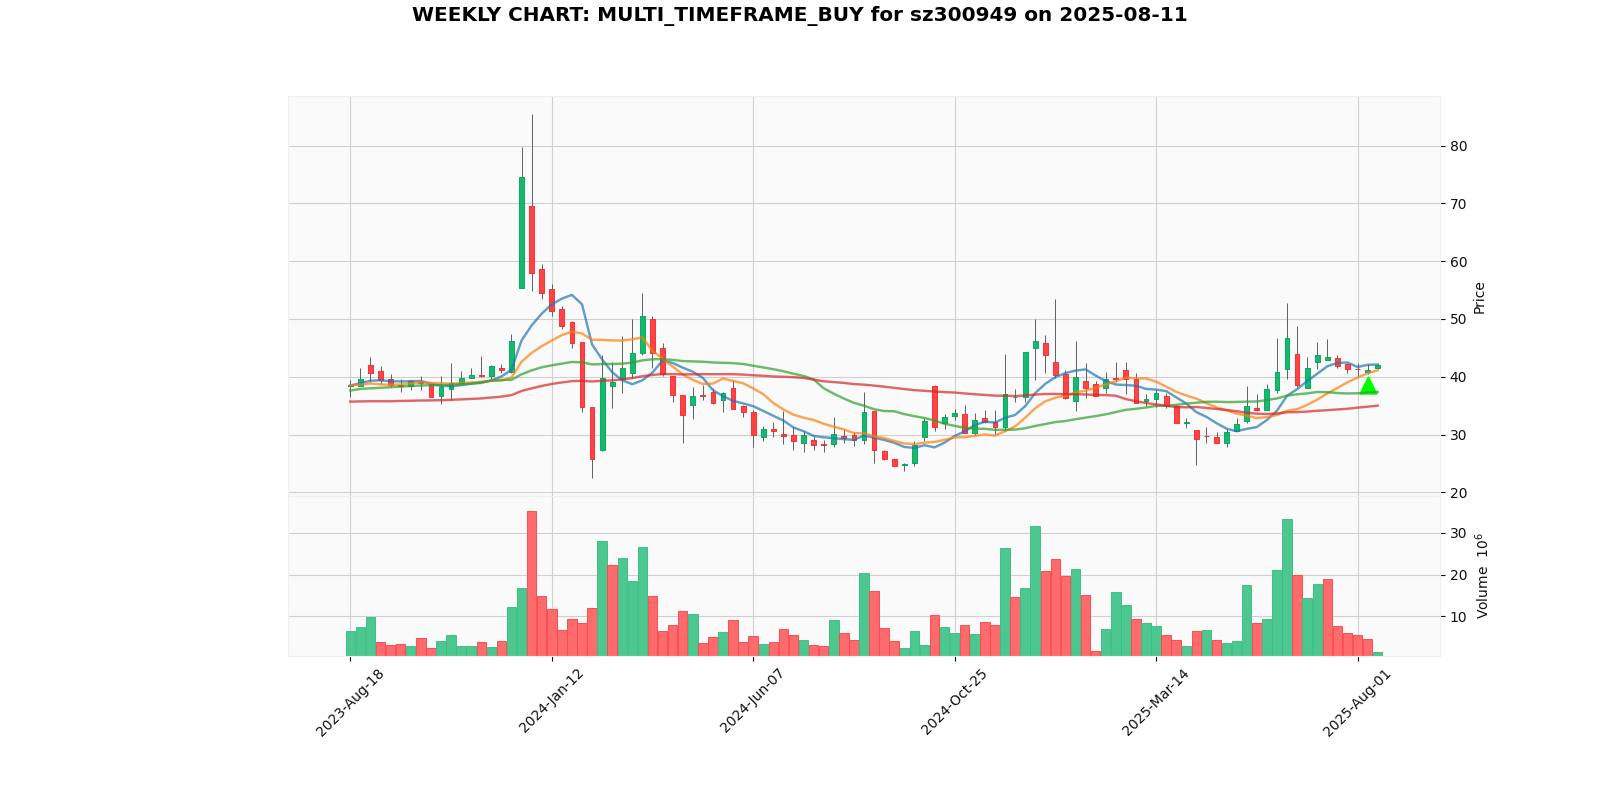 WEEKLY CHART: MULTI_TIMEFRAME_BUY for sz300949 on 2025-08-11
80
70
60
50
40
30
20
Price
30
20
10
Volume 10⁶
2023-Aug-18
2024-Jan-12
2024-Jun-07
2024-Oct-25
2025-Mar-14
2025-Aug-01